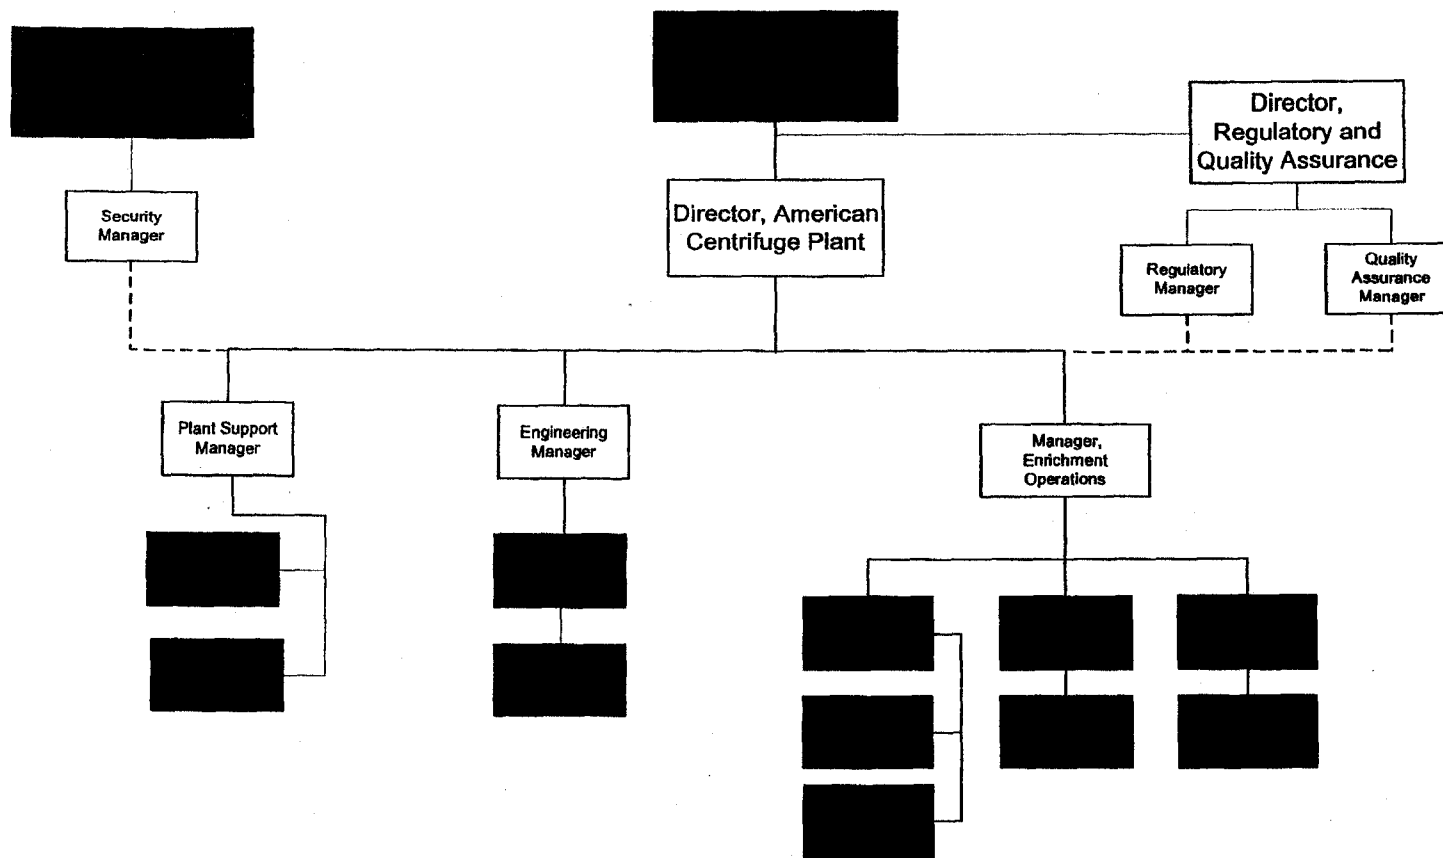 Director,
Regulatory and
Quality Assurance
Security
Manager
Director, American
Centrifuge Plant
Regulatory
Manager
Quality
Assurance
Manager
Plant Support
Manager
Engineering
Manager
Manager,
Enrichment
Operations